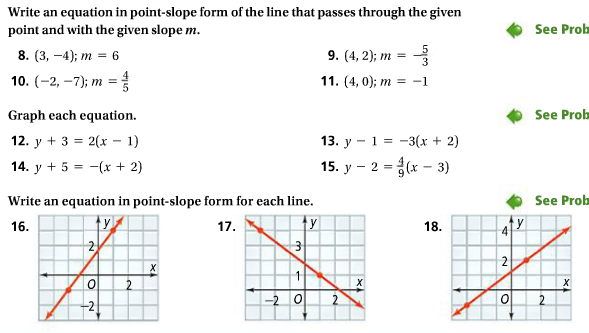 Write an equation in point-slope form of the line that passes through the given
point and with the given slope m.
See Prob
8. (3, −4); m = 6
9. (4, 2); m = −5/3
10. (−2, −7); m = 4/5
11. (4, 0); m = −1
Graph each equation.
See Prob
12. y + 3 = 2(x − 1)
13. y − 1 = −3(x + 2)
14. y + 5 = −(x + 2)
15. y − 2 = 4/9(x − 3)
Write an equation in point-slope form for each line.
See Prob
16.
y
2
x
O
2
−2
17.
y
3
1
x
−2
O
2
18.
4
y
2
x
O
2